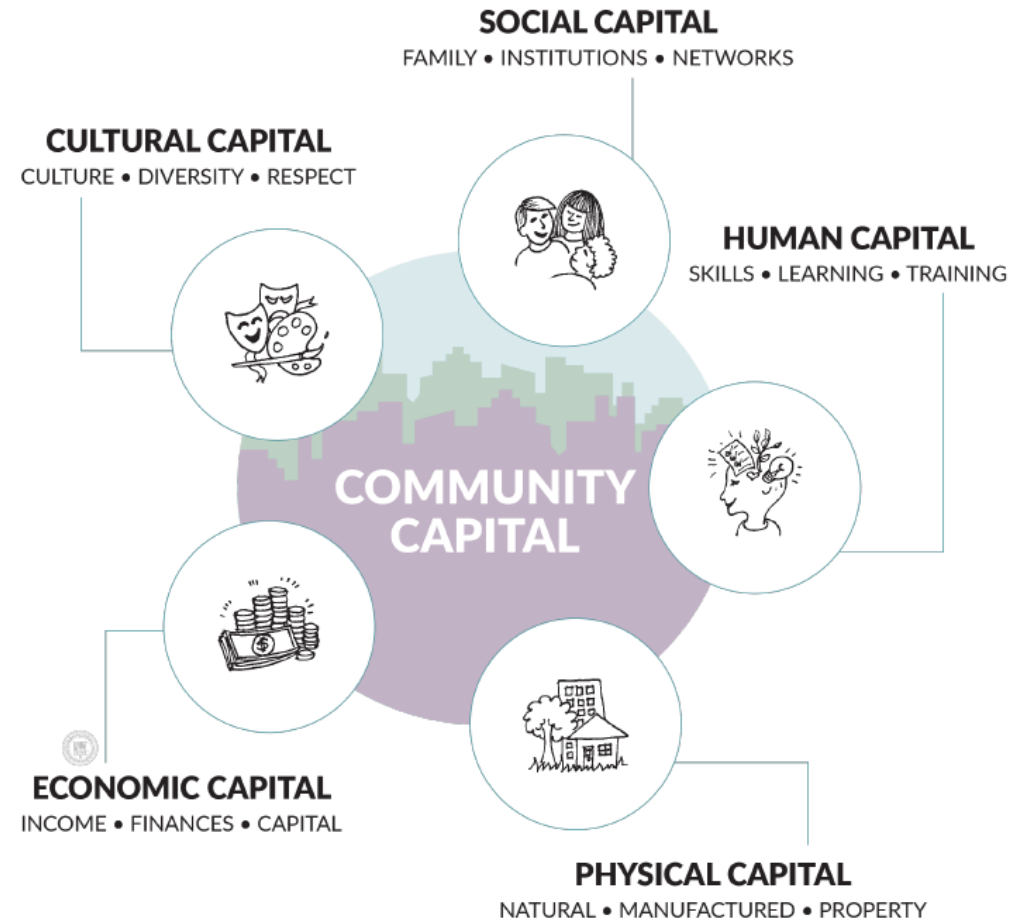 SOCIAL CAPITAL
FAMILY • INSTITUTIONS • NETWORKS
CULTURAL CAPITAL
CULTURE • DIVERSITY • RESPECT
HUMAN CAPITAL
SKILLS • LEARNING • TRAINING
COMMUNITY
CAPITAL
$
ECONOMIC CAPITAL
INCOME • FINANCES • CAPITAL
PHYSICAL CAPITAL
NATURAL • MANUFACTURED • PROPERTY